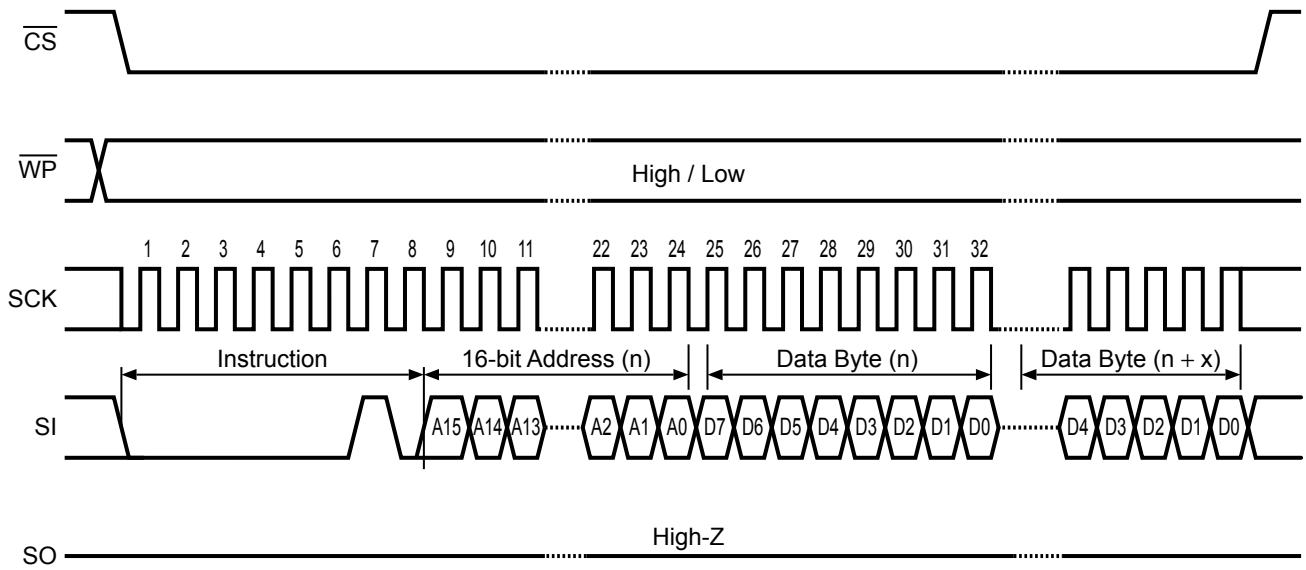 CS
WP
High / Low
1 2 3 4 5 6 7 8 9 10 11 22 23 24 25 26 27 28 29 30 31 32
SCK
Instruction 16-bit Address (n) Data Byte (n) Data Byte (n + x)
SI A15 A14 A13 A2 A1 A0 D7 D6 D5 D4 D3 D2 D1 D0 D4 D3 D2 D1 D0
High-Z
SO